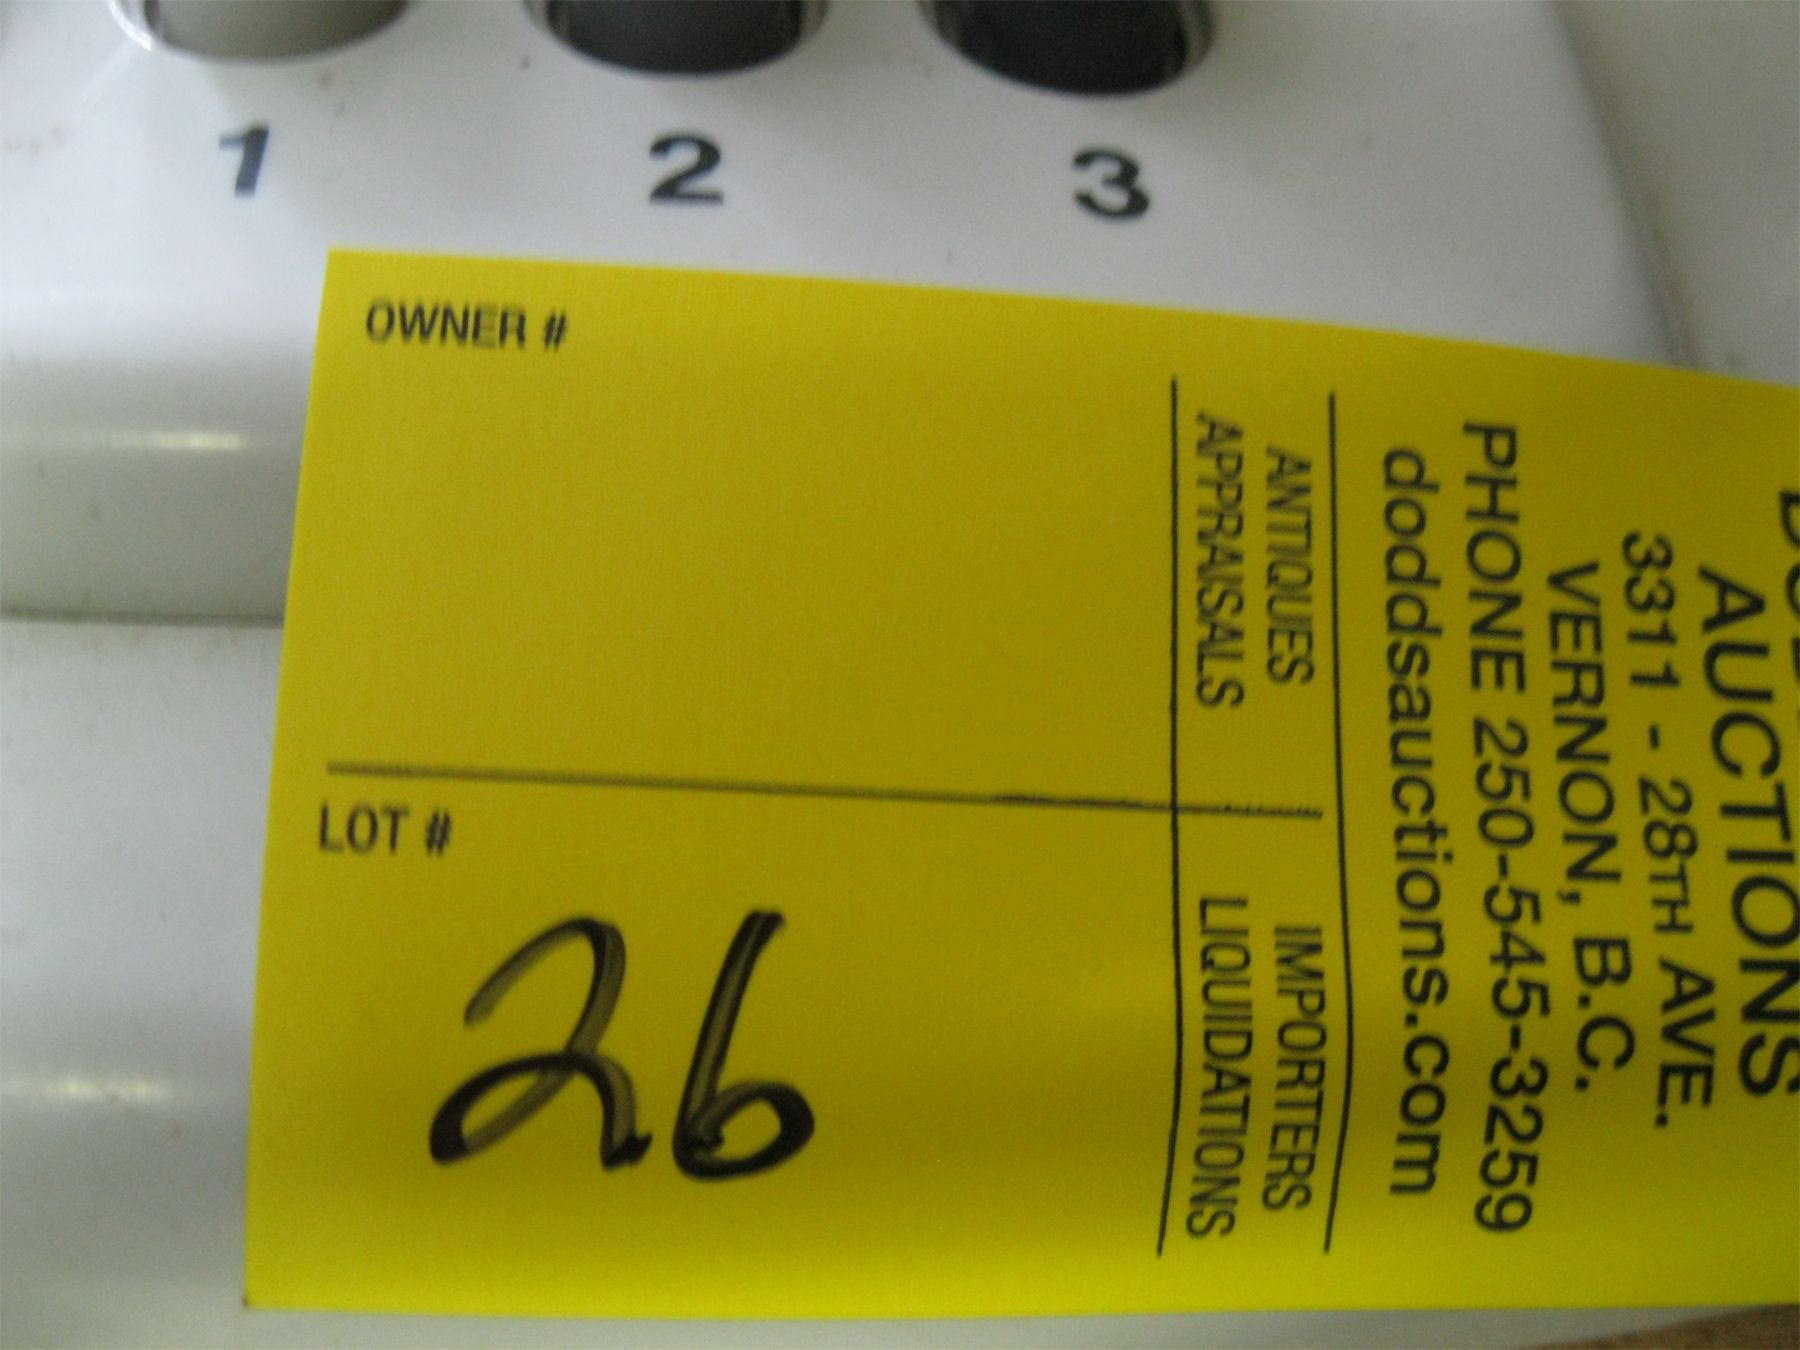 1 2 3
OWNER #
LOT #
26
AUCTIONS
3311 - 28TH AVE.
VERNON, B.C.
PHONE 250-545-3259
doddsauctions.com
ANTIQUES IMPORTERS
APPRAISALS LIQUIDATIONS